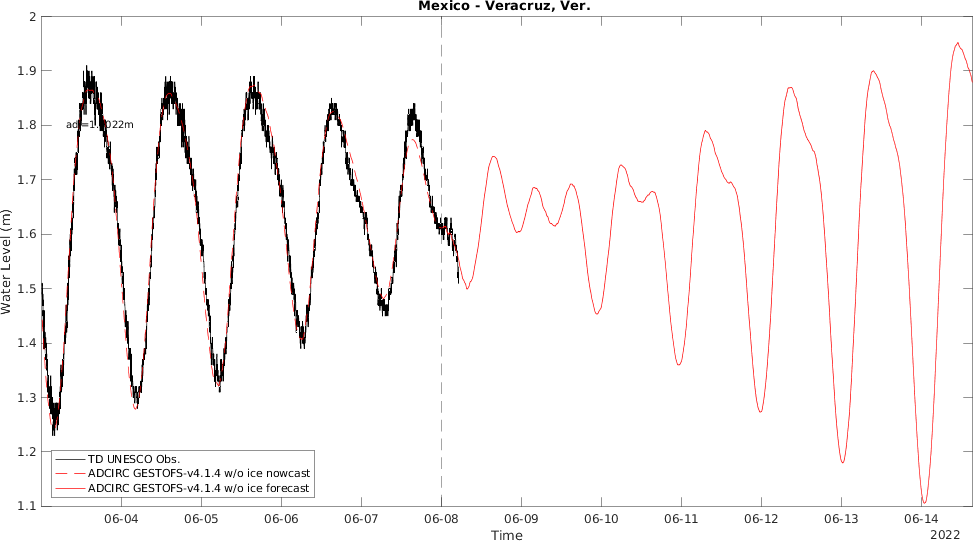 Mexico - Veracruz, Ver.
2
1.9
1.8
1.7
1.6
1.5
1.4
1.3
1.2
1.1
Water Level (m)
TD UNESCO Obs.
ADCIRC GESTOFS-v4.1.4 w/o ice nowcast
ADCIRC GESTOFS-v4.1.4 w/o ice forecast
06-04 06-05 06-06 06-07 06-08 06-09 06-10 06-11 06-12 06-13 06-14
Time
2022